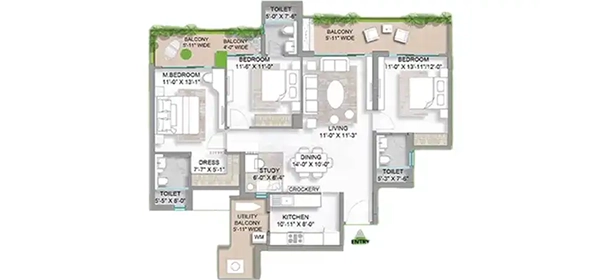 TOILET
5'-0" X 7'-6"
BALCONY
5'-11" WIDE
BALCONY
6'-0" WIDE
BALCONY
5'-11" WIDE
M.BEDROOM
11'-0" X 13'-1"
BEDROOM
11'-6" X 11'-0"
BEDROOM
11'-0" X 13'-11"/12'-0"
LIVING
11'-0" X 11'-3"
DINING
14'-0" X 10'-0"
DRESS
7'-7" X 5'-1"
STUDY
6'-0" X 6'-4"
TOILET
5'-5" X 8'-0"
TOILET
5'-3" X 7'-6"
CROCKERY
KITCHEN
10'-11" X 8'-0"
UTILITY
BALCONY
5'-11" WIDE
WM
ENTRY